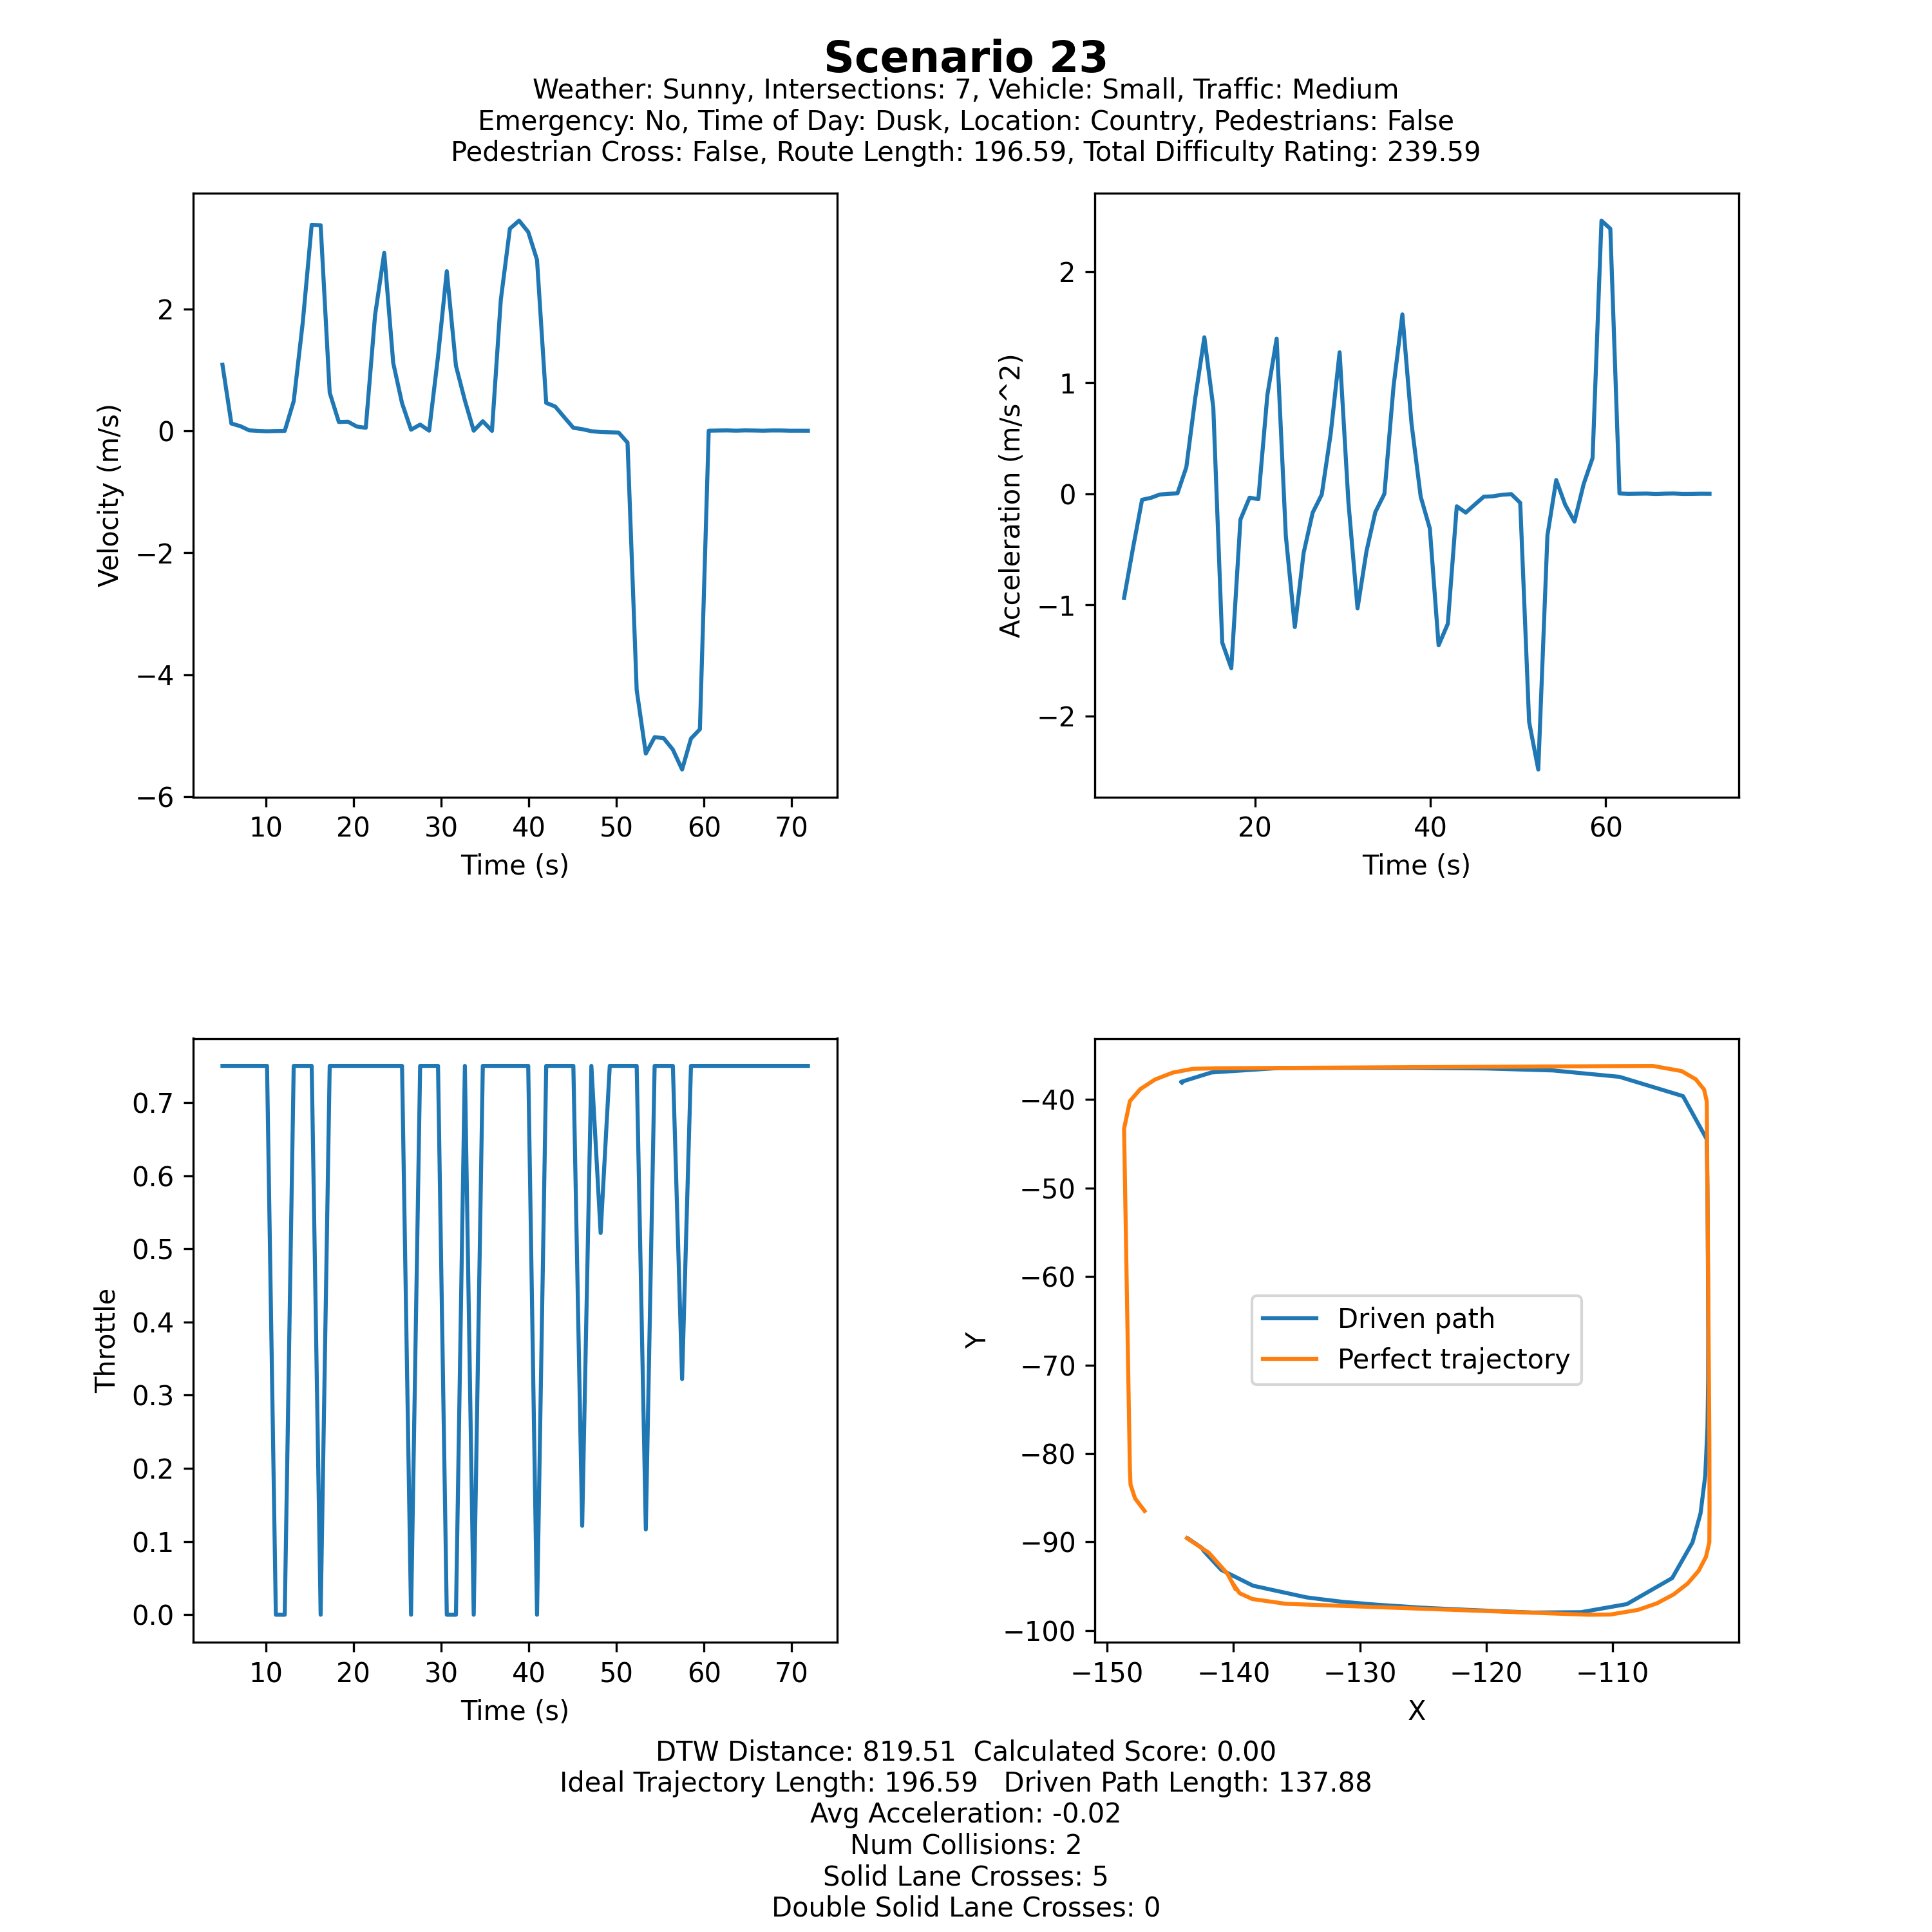 Scenario 23
Weather: Sunny, Intersections: 7, Vehicle: Small, Traffic: Medium
Emergency: No, Time of Day: Dusk, Location: Country, Pedestrians: False
Pedestrian Cross: False, Route Length: 196.59, Total Difficulty Rating: 239.59
Velocity (m/s)
2
0
−2
−4
−6
10 20 30 40 50 60 70
Time (s)
Acceleration (m/s^2)
2
1
0
−1
−2
20 40 60
Time (s)
Throttle
0.7
0.6
0.5
0.4
0.3
0.2
0.1
0.0
10 20 30 40 50 60 70
Time (s)
Y
−40
−50
−60
−70
−80
−90
−100
Driven path
Perfect trajectory
−150 −140 −130 −120 −110
X
DTW Distance: 819.51 Calculated Score: 0.00
Ideal Trajectory Length: 196.59 Driven Path Length: 137.88
Avg Acceleration: -0.02
Num Collisions: 2
Solid Lane Crosses: 5
Double Solid Lane Crosses: 0